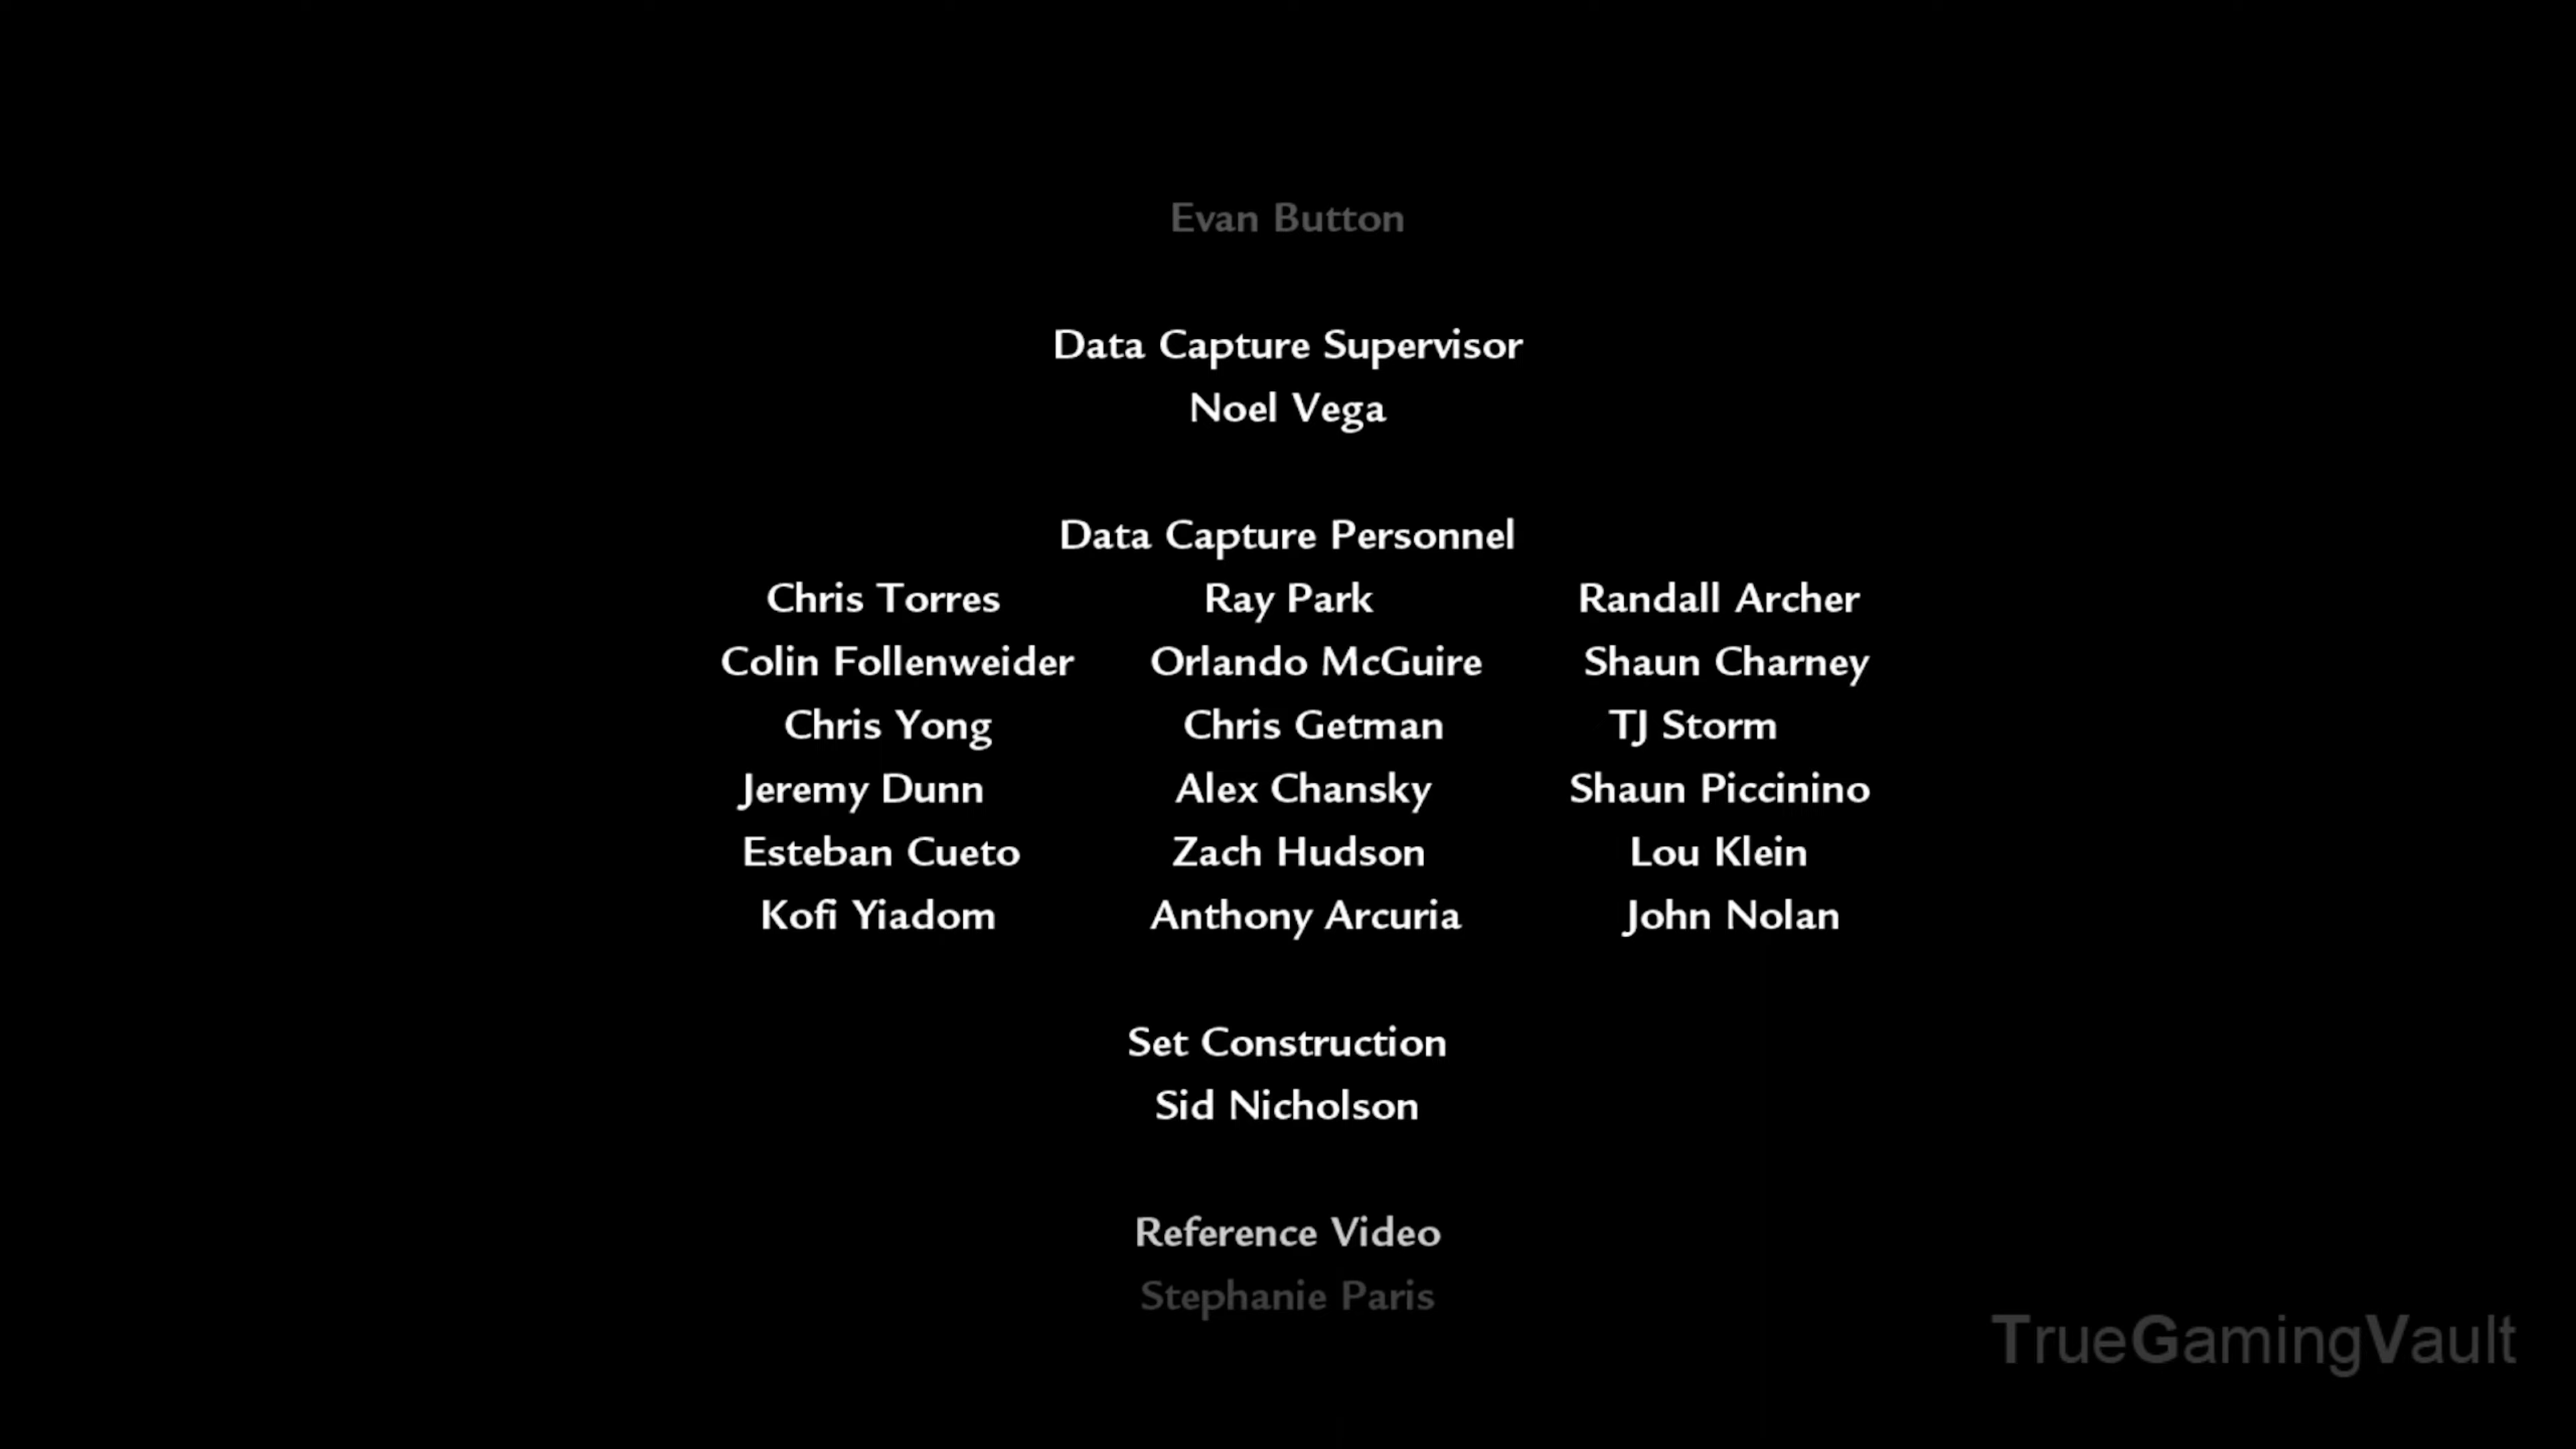 Evan Button
Data Capture Supervisor
Noel Vega
Data Capture Personnel
Chris Torres Ray Park Randall Archer
Colin Follenweider Orlando McGuire Shaun Charney
Chris Yong Chris Getman TJ Storm
Jeremy Dunn Alex Chansky Shaun Piccinino
Esteban Cueto Zach Hudson Lou Klein
Kofi Yiadom Anthony Arcuria John Nolan
Set Construction
Sid Nicholson
Reference Video
Stephanie Paris
TrueGamingVault